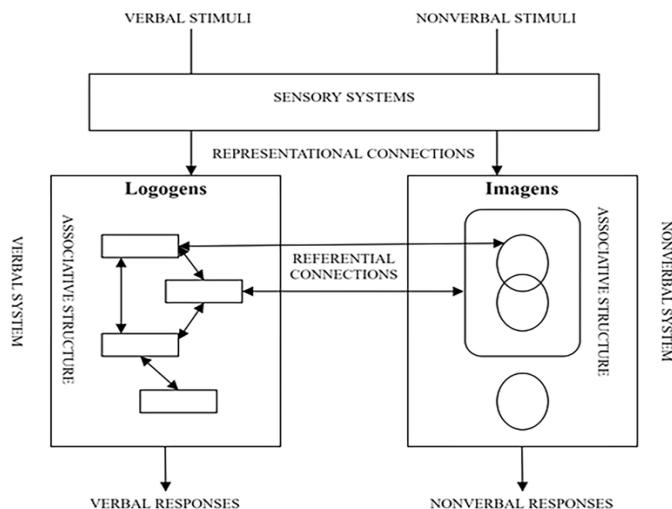 VERBAL STIMULI
NONVERBAL STIMULI
SENSORY SYSTEMS
REPRESENTATIONAL CONNECTIONS
Logogens
Imagens
VERBAL SYSTEM
ASSOCIATIVE STRUCTURE
REFERENTIAL
CONNECTIONS
ASSOCIATIVE STRUCTURE
NONVERBAL SYSTEM
VERBAL RESPONSES
NONVERBAL RESPONSES